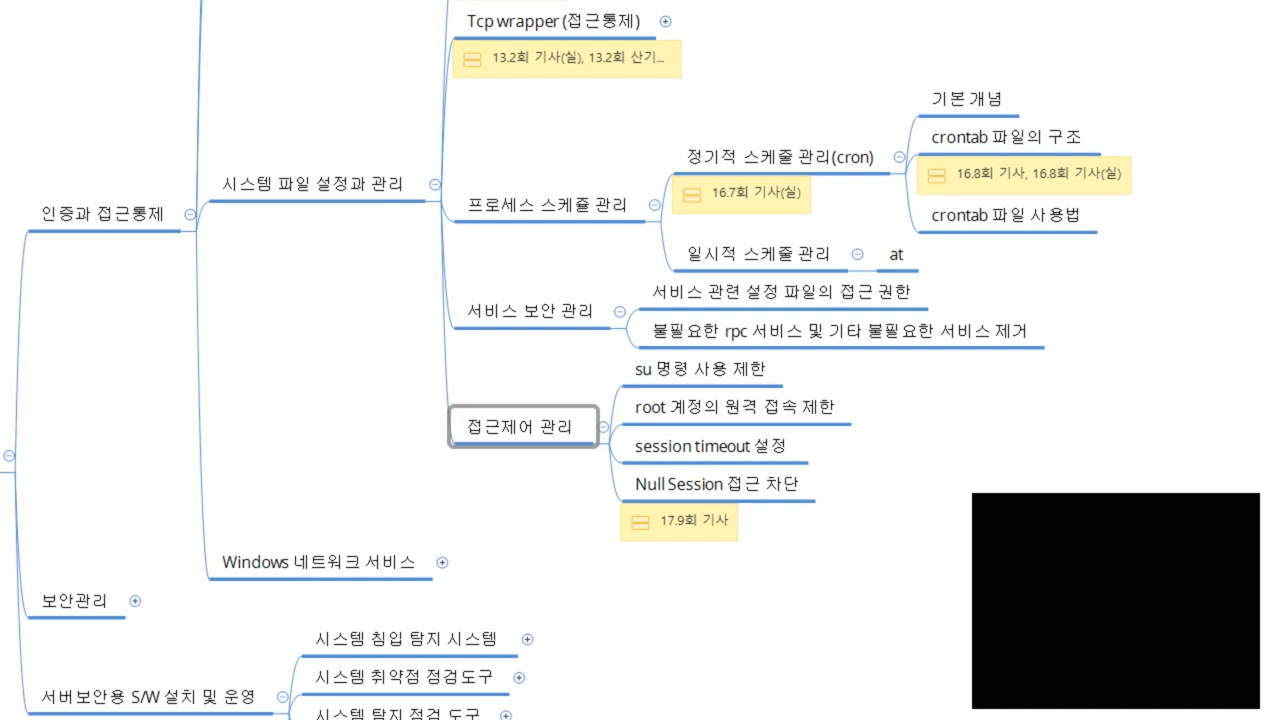 Tcp wrapper (접근통제)
13.2회 기사(실), 13.2회 산기...
기본 개념
crontab 파일의 구조
정기적 스케줄 관리(cron)
16.8회 기사, 16.8회 기사(실)
16.7회 기사(실)
시스템 파일 설정과 관리
프로세스 스케쥴 관리
인증과 접근통제
crontab 파일 사용법
일시적 스케줄 관리
at
서비스 관련 설정 파일의 접근 권한
서비스 보안 관리
불필요한 rpc 서비스 및 기타 불필요한 서비스 제거
su 명령 사용 제한
root 계정의 원격 접속 제한
접근제어 관리
session timeout 설정
Null Session 접근 차단
17.9회 기사
Windows 네트워크 서비스
보안관리
시스템 침입 탐지 시스템
시스템 취약점 점검도구
서버보안용 S/W 설치 및 운영
시스템 탐지 점검 도구